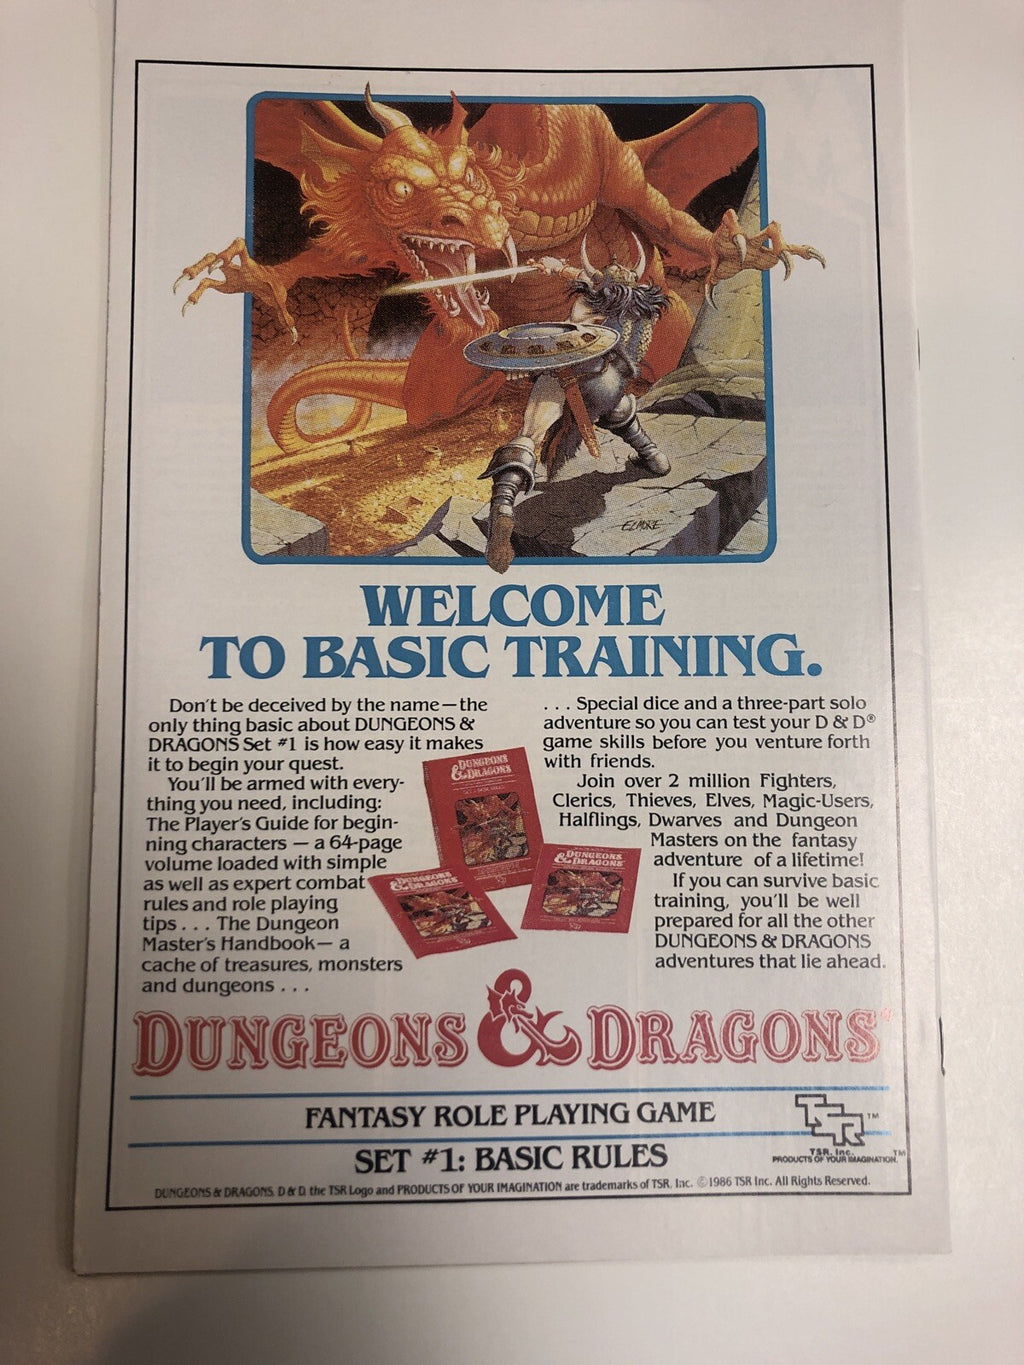 ELMORE
WELCOME
TO BASIC TRAINING.
Don't be deceived by the name—the
only thing basic about DUNGEONS &
DRAGONS Set #1 is how easy it makes
it to begin your quest.
You'll be armed with every-
thing you need, including:
The Player's Guide for begin-
ning characters — a 64-page
volume loaded with simple
as well as expert combat
rules and role playing
tips . . . The Dungeon
Master's Handbook— a
cache of treasures, monsters
and dungeons . . .
. . . Special dice and a three-part solo
adventure so you can test your D & D®
game skills before you venture forth
with friends.
Join over 2 million Fighters,
Clerics, Thieves, Elves, Magic-Users,
Halflings, Dwarves and Dungeon
Masters on the fantasy
adventure of a lifetime!
If you can survive basic
training, you'll be well
prepared for all the other
DUNGEONS & DRAGONS
adventures that lie ahead.
DUNGEONS
& DRAGONS
DUNGEONS
& DRAGONS
DUNGEONS
& DRAGONS
DUNGEONS & DRAGONS
FANTASY ROLE PLAYING GAME
SET #1: BASIC RULES
TSR™
TSR, Inc.
PRODUCTS OF YOUR IMAGINATION.™
DUNGEONS & DRAGONS, D & D, the TSR Logo and PRODUCTS OF YOUR IMAGINATION are trademarks of TSR, Inc. ©1986 TSR Inc. All Rights Reserved.